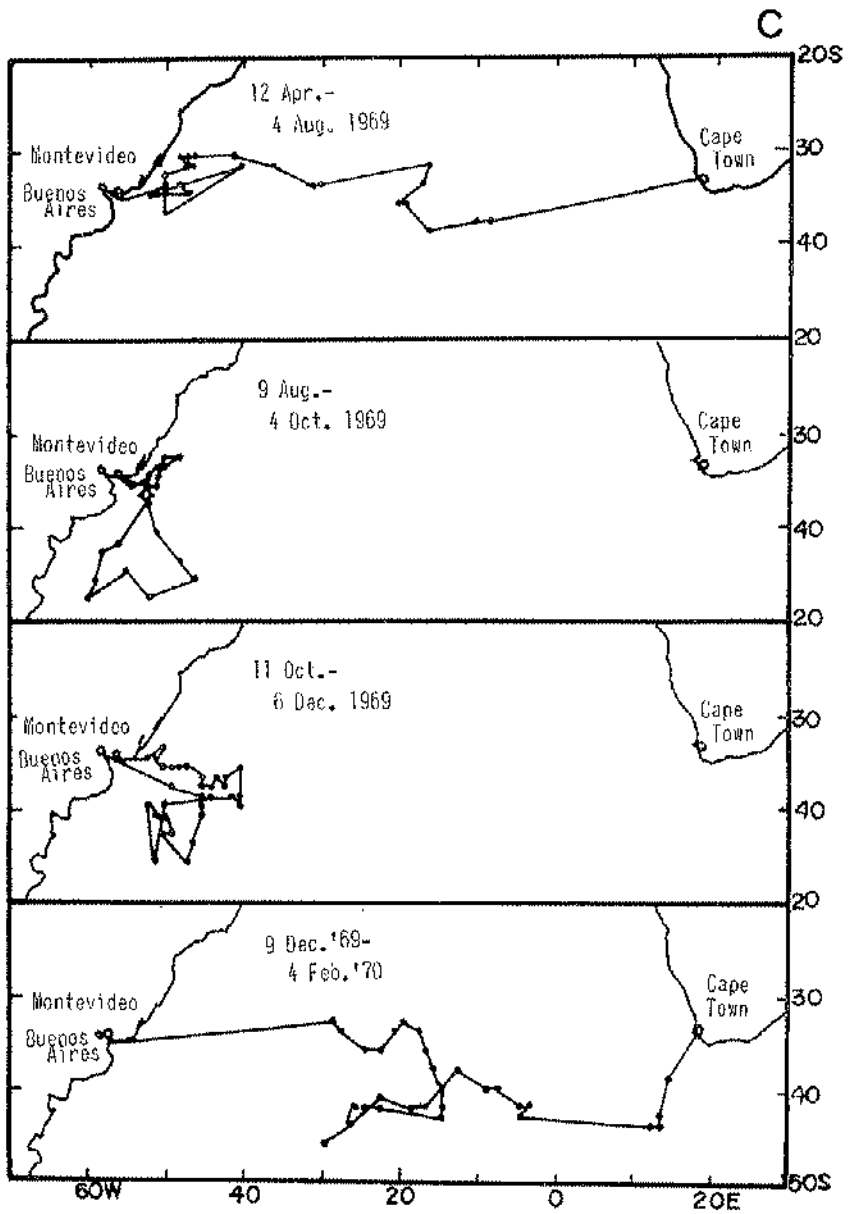 C
20S
12 Apr.-
4 Aug. 1969
Montevideo
Buenos
Aires
Cape
Town
30
40
20
9 Aug.-
4 Oct. 1969
Montevideo
Buenos
Aires
Cape
Town
30
40
20
11 Oct.-
6 Dec. 1969
Montevideo
Buenos
Aires
Cape
Town
30
40
20
9 Dec.'69-
4 Feb.'70
Montevideo
Buenos
Aires
Cape
Town
30
40
50S
60W
40
20
0
20E